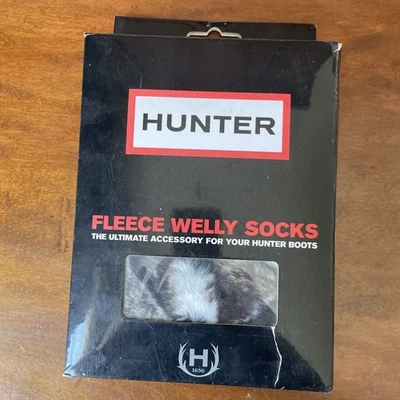 HUNTER
FLEECE WELLY SOCKS
THE ULTIMATE ACCESSORY FOR YOUR HUNTER BOOTS
H
1856